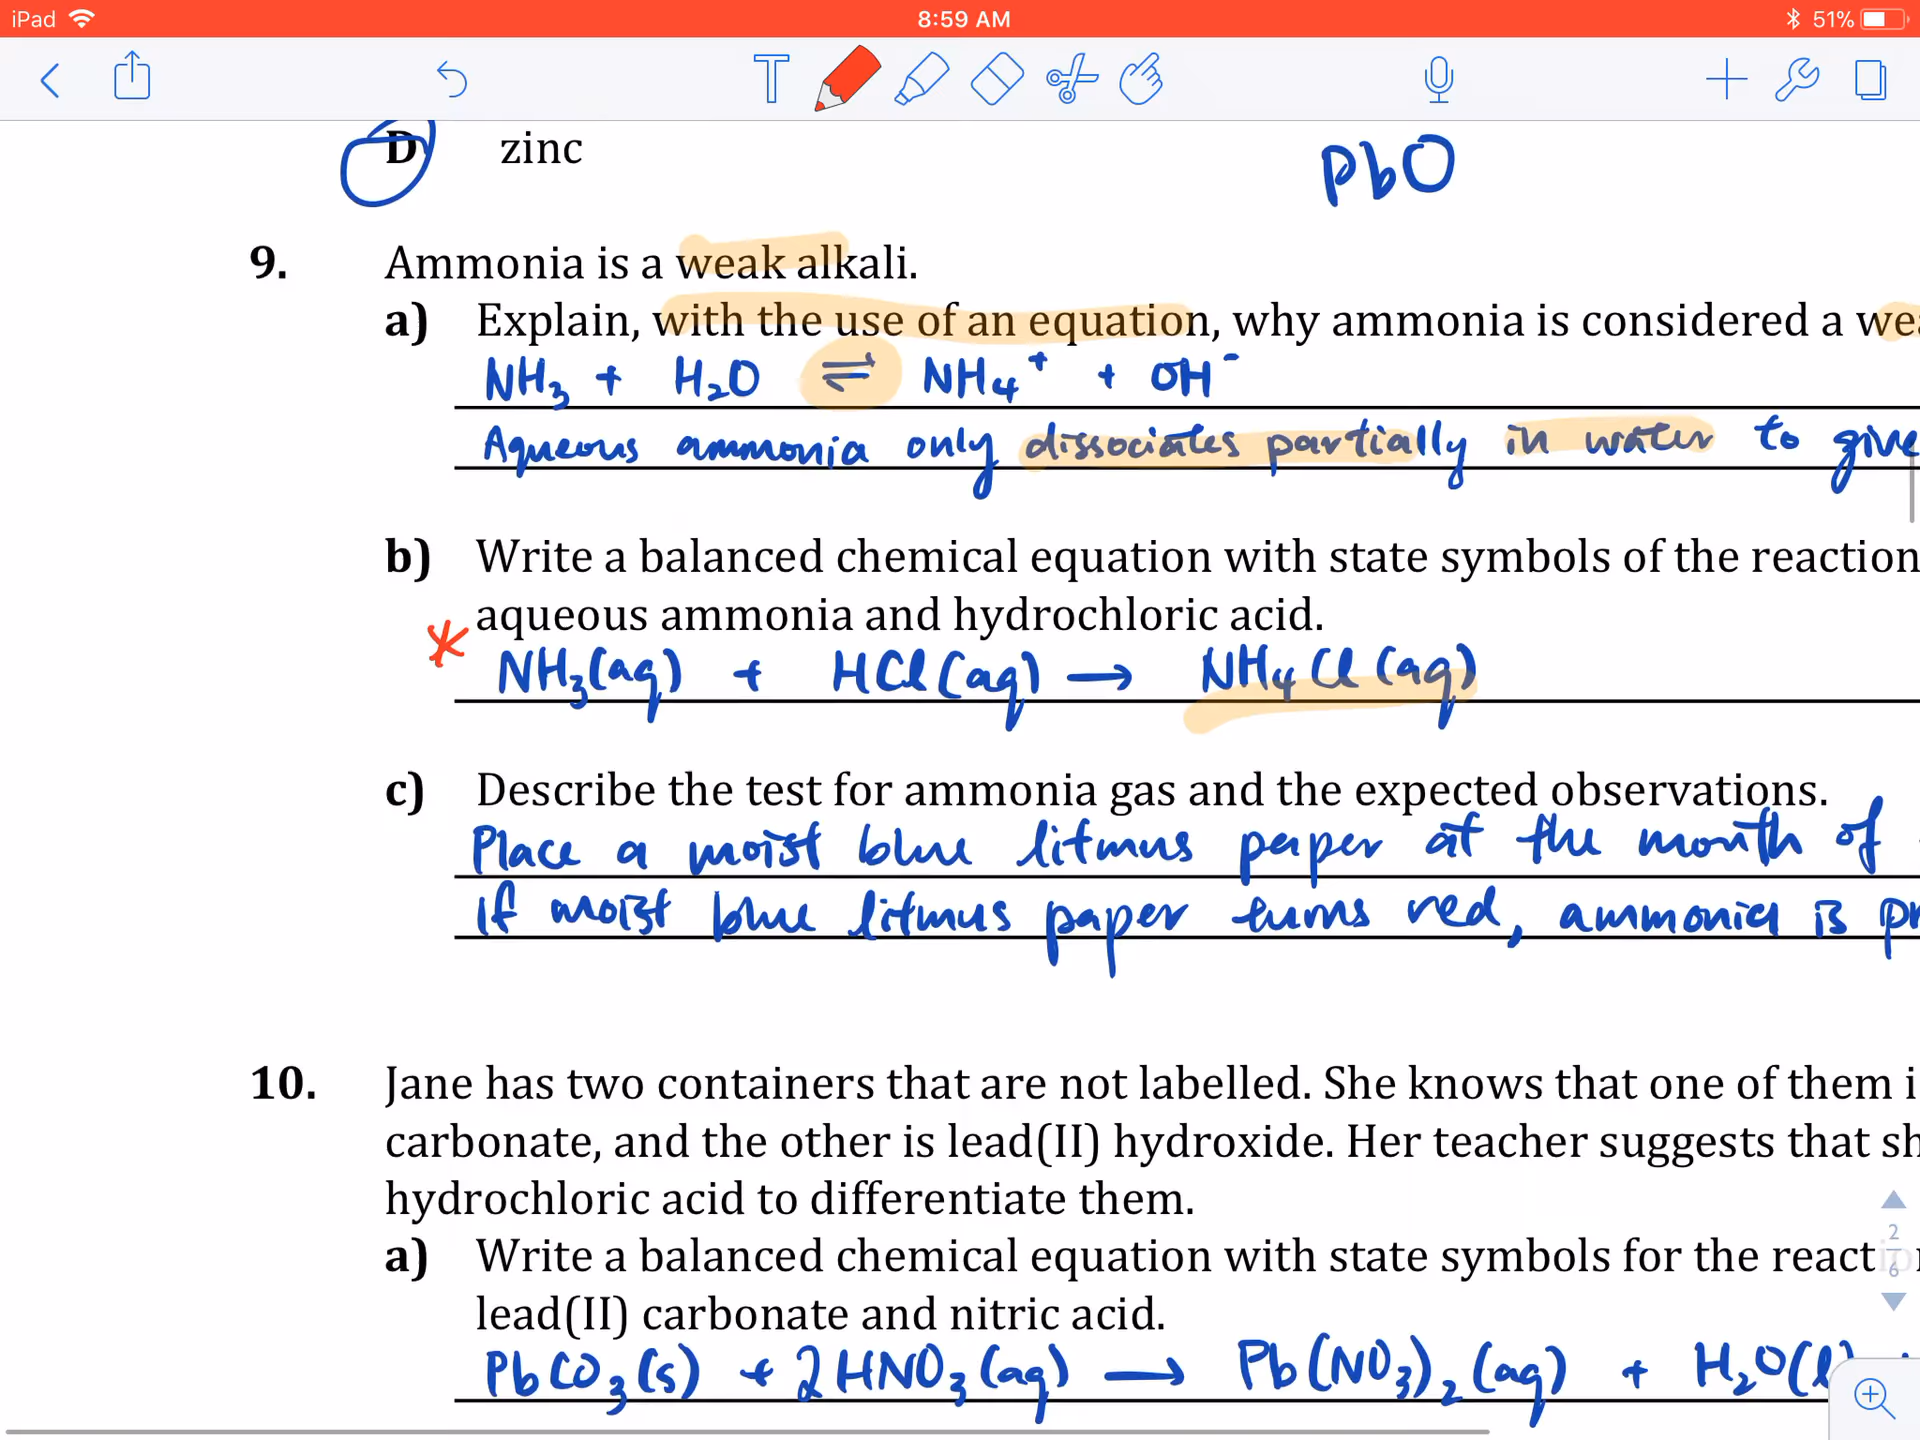 iPad 8:59 AM 51%
D zinc PbO
9. Ammonia is a weak alkali.
a) Explain, with the use of an equation, why ammonia is considered a wea
NH₃ + H₂O ⇌ NH₄⁺ + OH⁻
Aqueous ammonia only dissociates partially in water to give
b) Write a balanced chemical equation with state symbols of the reaction
aqueous ammonia and hydrochloric acid.
* NH₃(aq) + HCl(aq) → NH₄Cl(aq)
c) Describe the test for ammonia gas and the expected observations.
Place a moist blue litmus paper at the mouth of
if moist blue litmus paper turns red, ammonia is pr
10. Jane has two containers that are not labelled. She knows that one of them i
carbonate, and the other is lead(II) hydroxide. Her teacher suggests that sh
hydrochloric acid to differentiate them.
a) Write a balanced chemical equation with state symbols for the reaction
lead(II) carbonate and nitric acid.
PbCO₃(s) + 2HNO₃(aq) → Pb(NO₃)₂(aq) + H₂O(l)
2
6